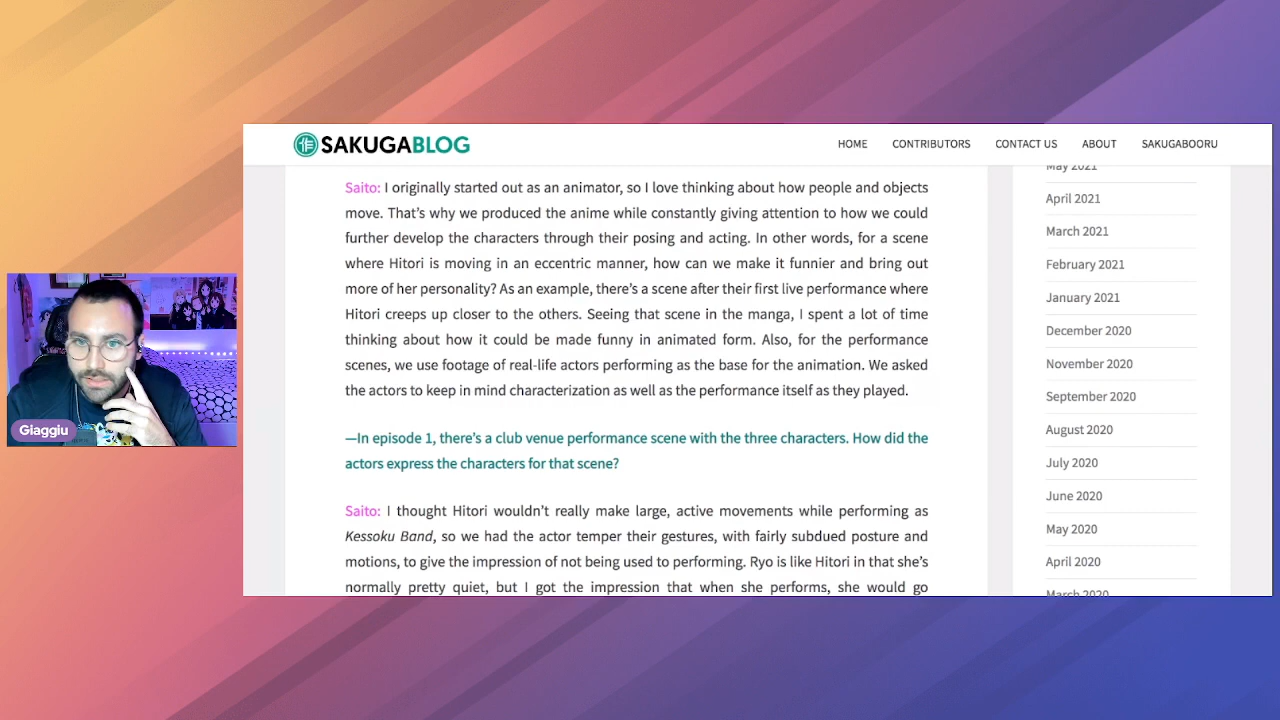 SAKUGABLOG
HOME
CONTRIBUTORS
CONTACT US
ABOUT
SAKUGABOORU
Saito: I originally started out as an animator, so I love thinking about how people and objects
move. That’s why we produced the anime while constantly giving attention to how we could
further develop the characters through their posing and acting. In other words, for a scene
where Hitori is moving in an eccentric manner, how can we make it funnier and bring out
more of her personality? As an example, there’s a scene after their first live performance where
Hitori creeps up closer to the others. Seeing that scene in the manga, I spent a lot of time
thinking about how it could be made funny in animated form. Also, for the performance
scenes, we use footage of real-life actors performing as the base for the animation. We asked
the actors to keep in mind characterization as well as the performance itself as they played.
—In episode 1, there’s a club venue performance scene with the three characters. How did the
actors express the characters for that scene?
Saito: I thought Hitori wouldn’t really make large, active movements while performing as
Kessoku Band, so we had the actor temper their gestures, with fairly subdued posture and
motions, to give the impression of not being used to performing. Ryo is like Hitori in that she’s
normally pretty quiet, but I got the impression that when she performs, she would go
May 2021
April 2021
March 2021
February 2021
January 2021
December 2020
November 2020
September 2020
August 2020
July 2020
June 2020
May 2020
April 2020
March 2020
Giaggiu